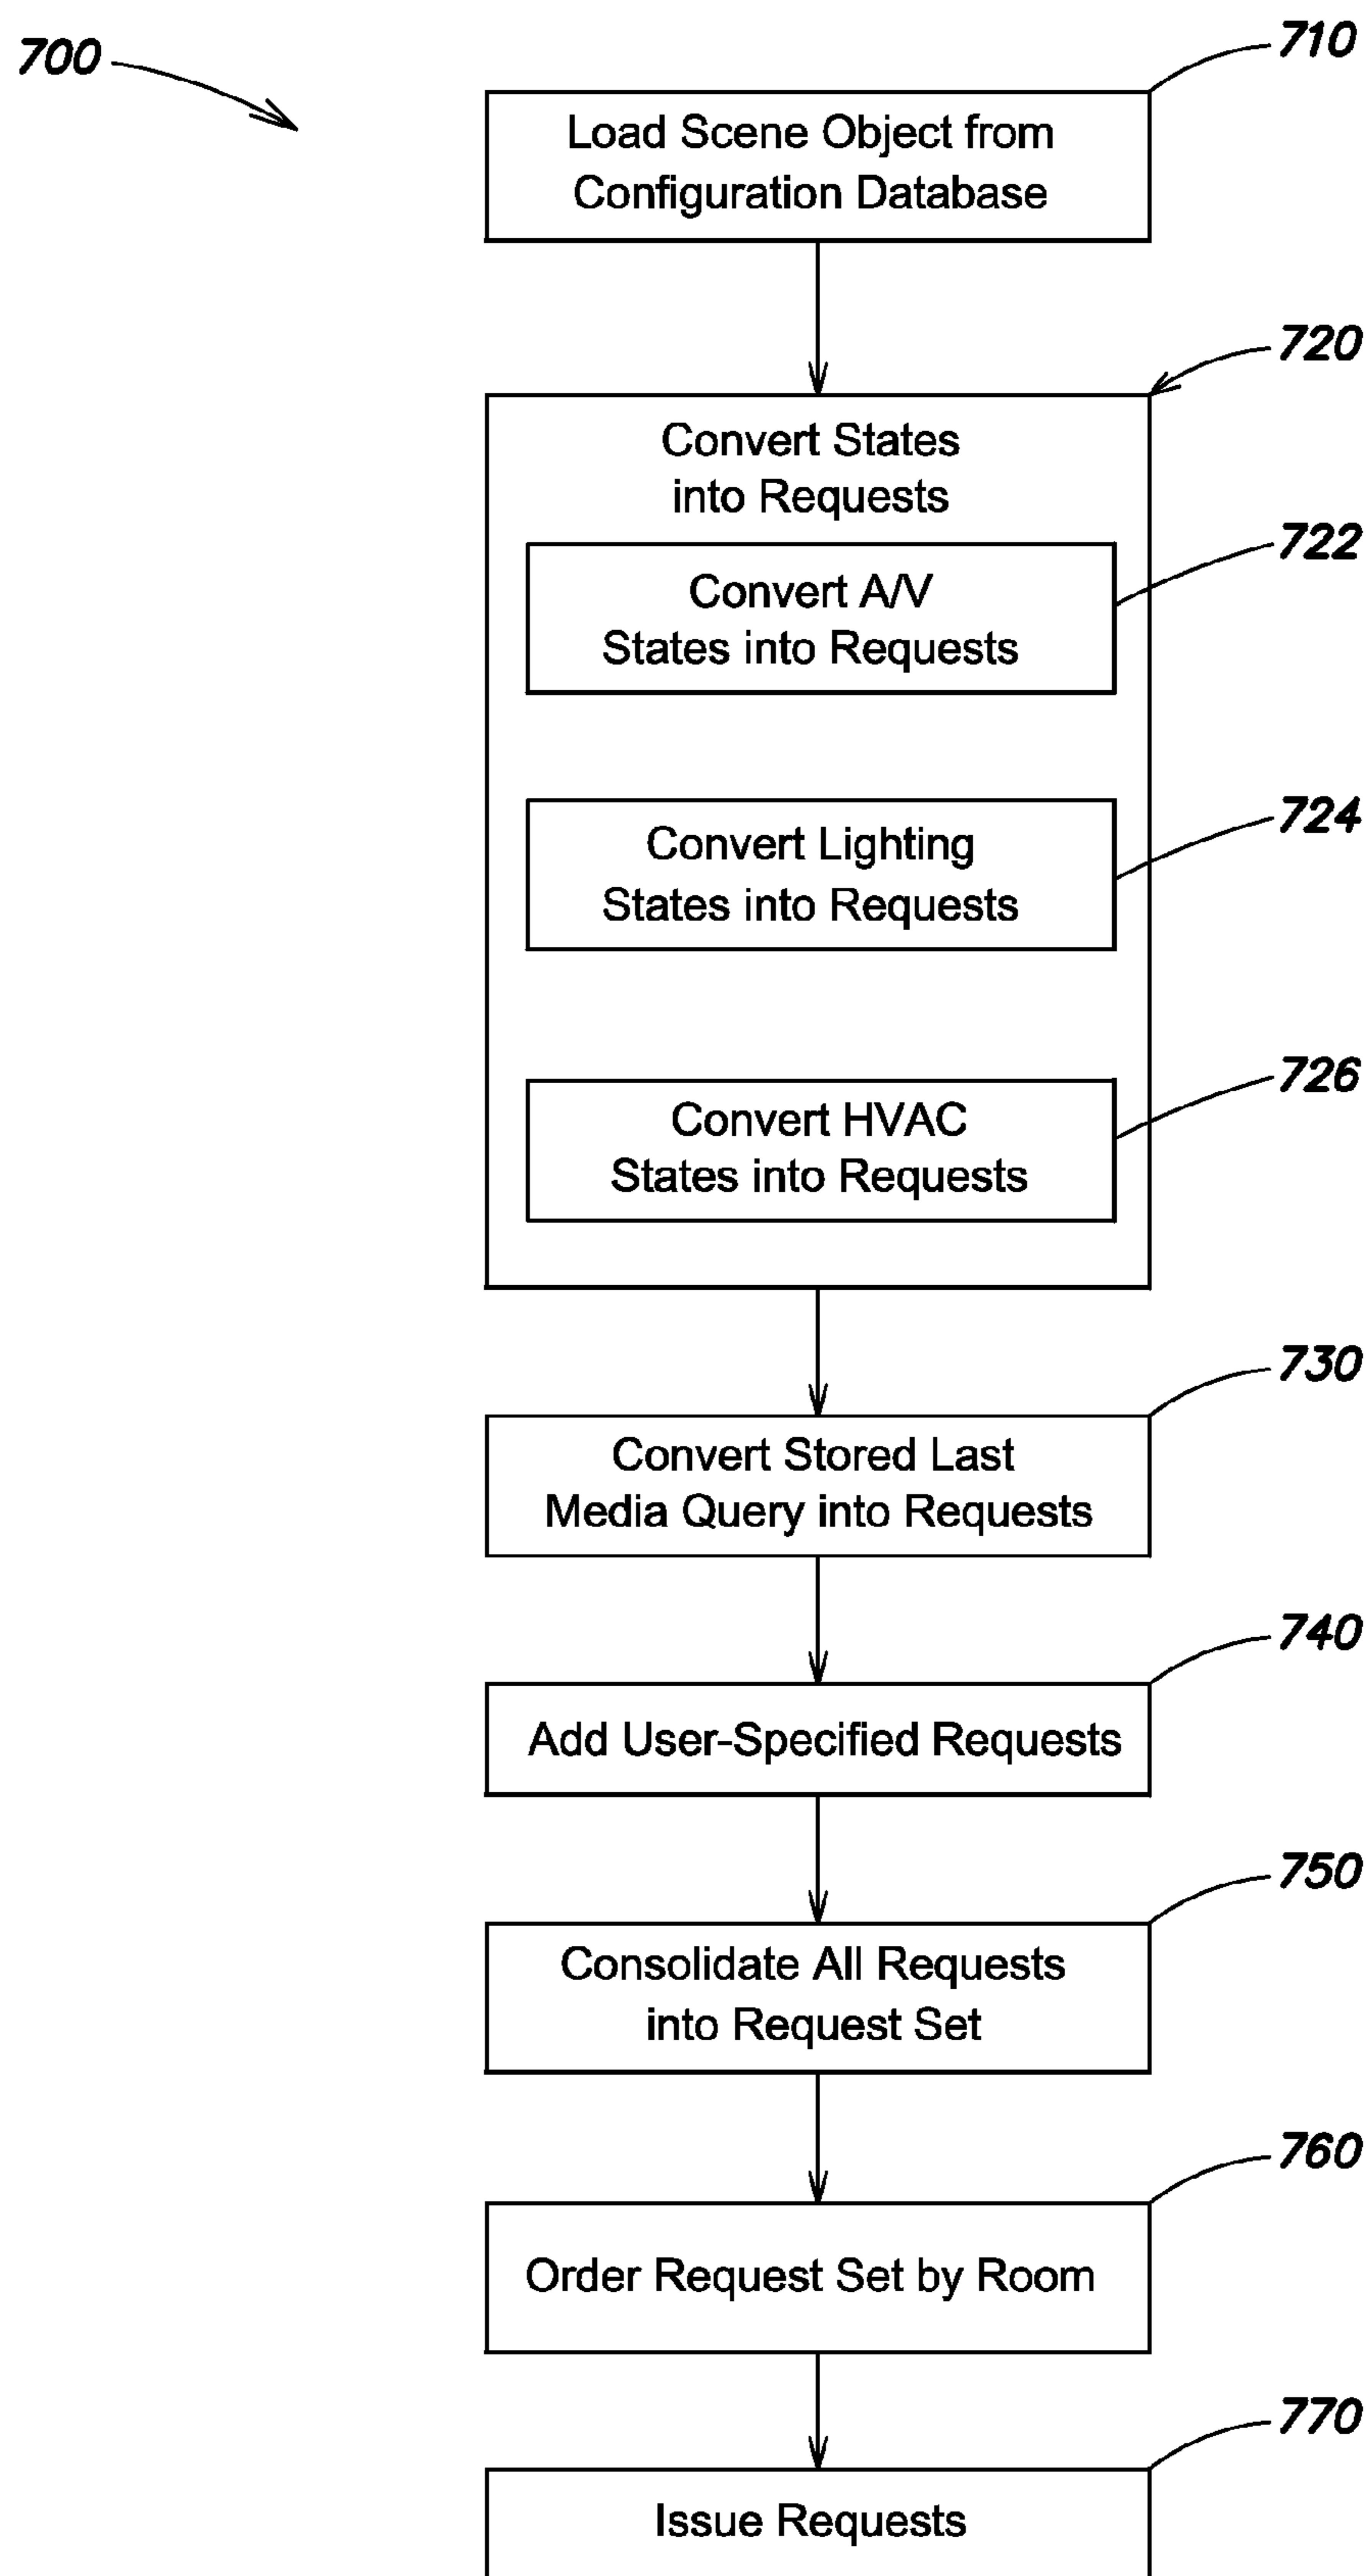 700
710
Load Scene Object from
Configuration Database
720
Convert States
into Requests
722
Convert A/V
States into Requests
724
Convert Lighting
States into Requests
726
Convert HVAC
States into Requests
730
Convert Stored Last
Media Query into Requests
740
Add User-Specified Requests
750
Consolidate All Requests
into Request Set
760
Order Request Set by Room
770
Issue Requests